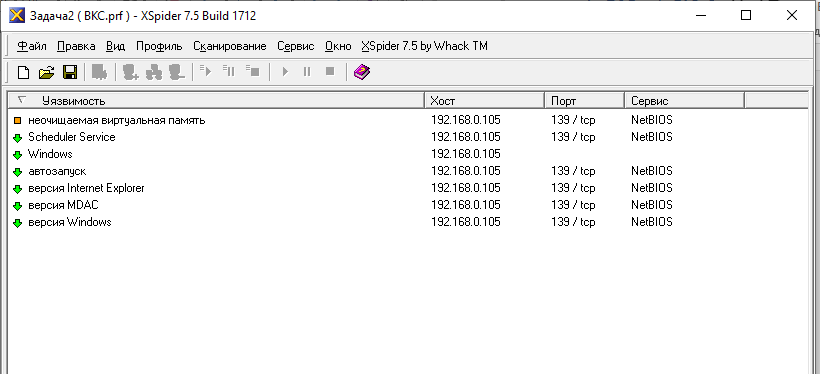 Задача2 ( ВКС.prf ) - XSpider 7.5 Build 1712
Файл Правка Вид Профиль Сканирование Сервис Окно XSpider 7.5 by Whack TM
Уязвимость Хост Порт Сервис
неочищаемая виртуальная память 192.168.0.105 139 / tcp NetBIOS
Scheduler Service 192.168.0.105 139 / tcp NetBIOS
Windows 192.168.0.105
автозапуск 192.168.0.105 139 / tcp NetBIOS
версия Internet Explorer 192.168.0.105 139 / tcp NetBIOS
версия MDAC 192.168.0.105 139 / tcp NetBIOS
версия Windows 192.168.0.105 139 / tcp NetBIOS